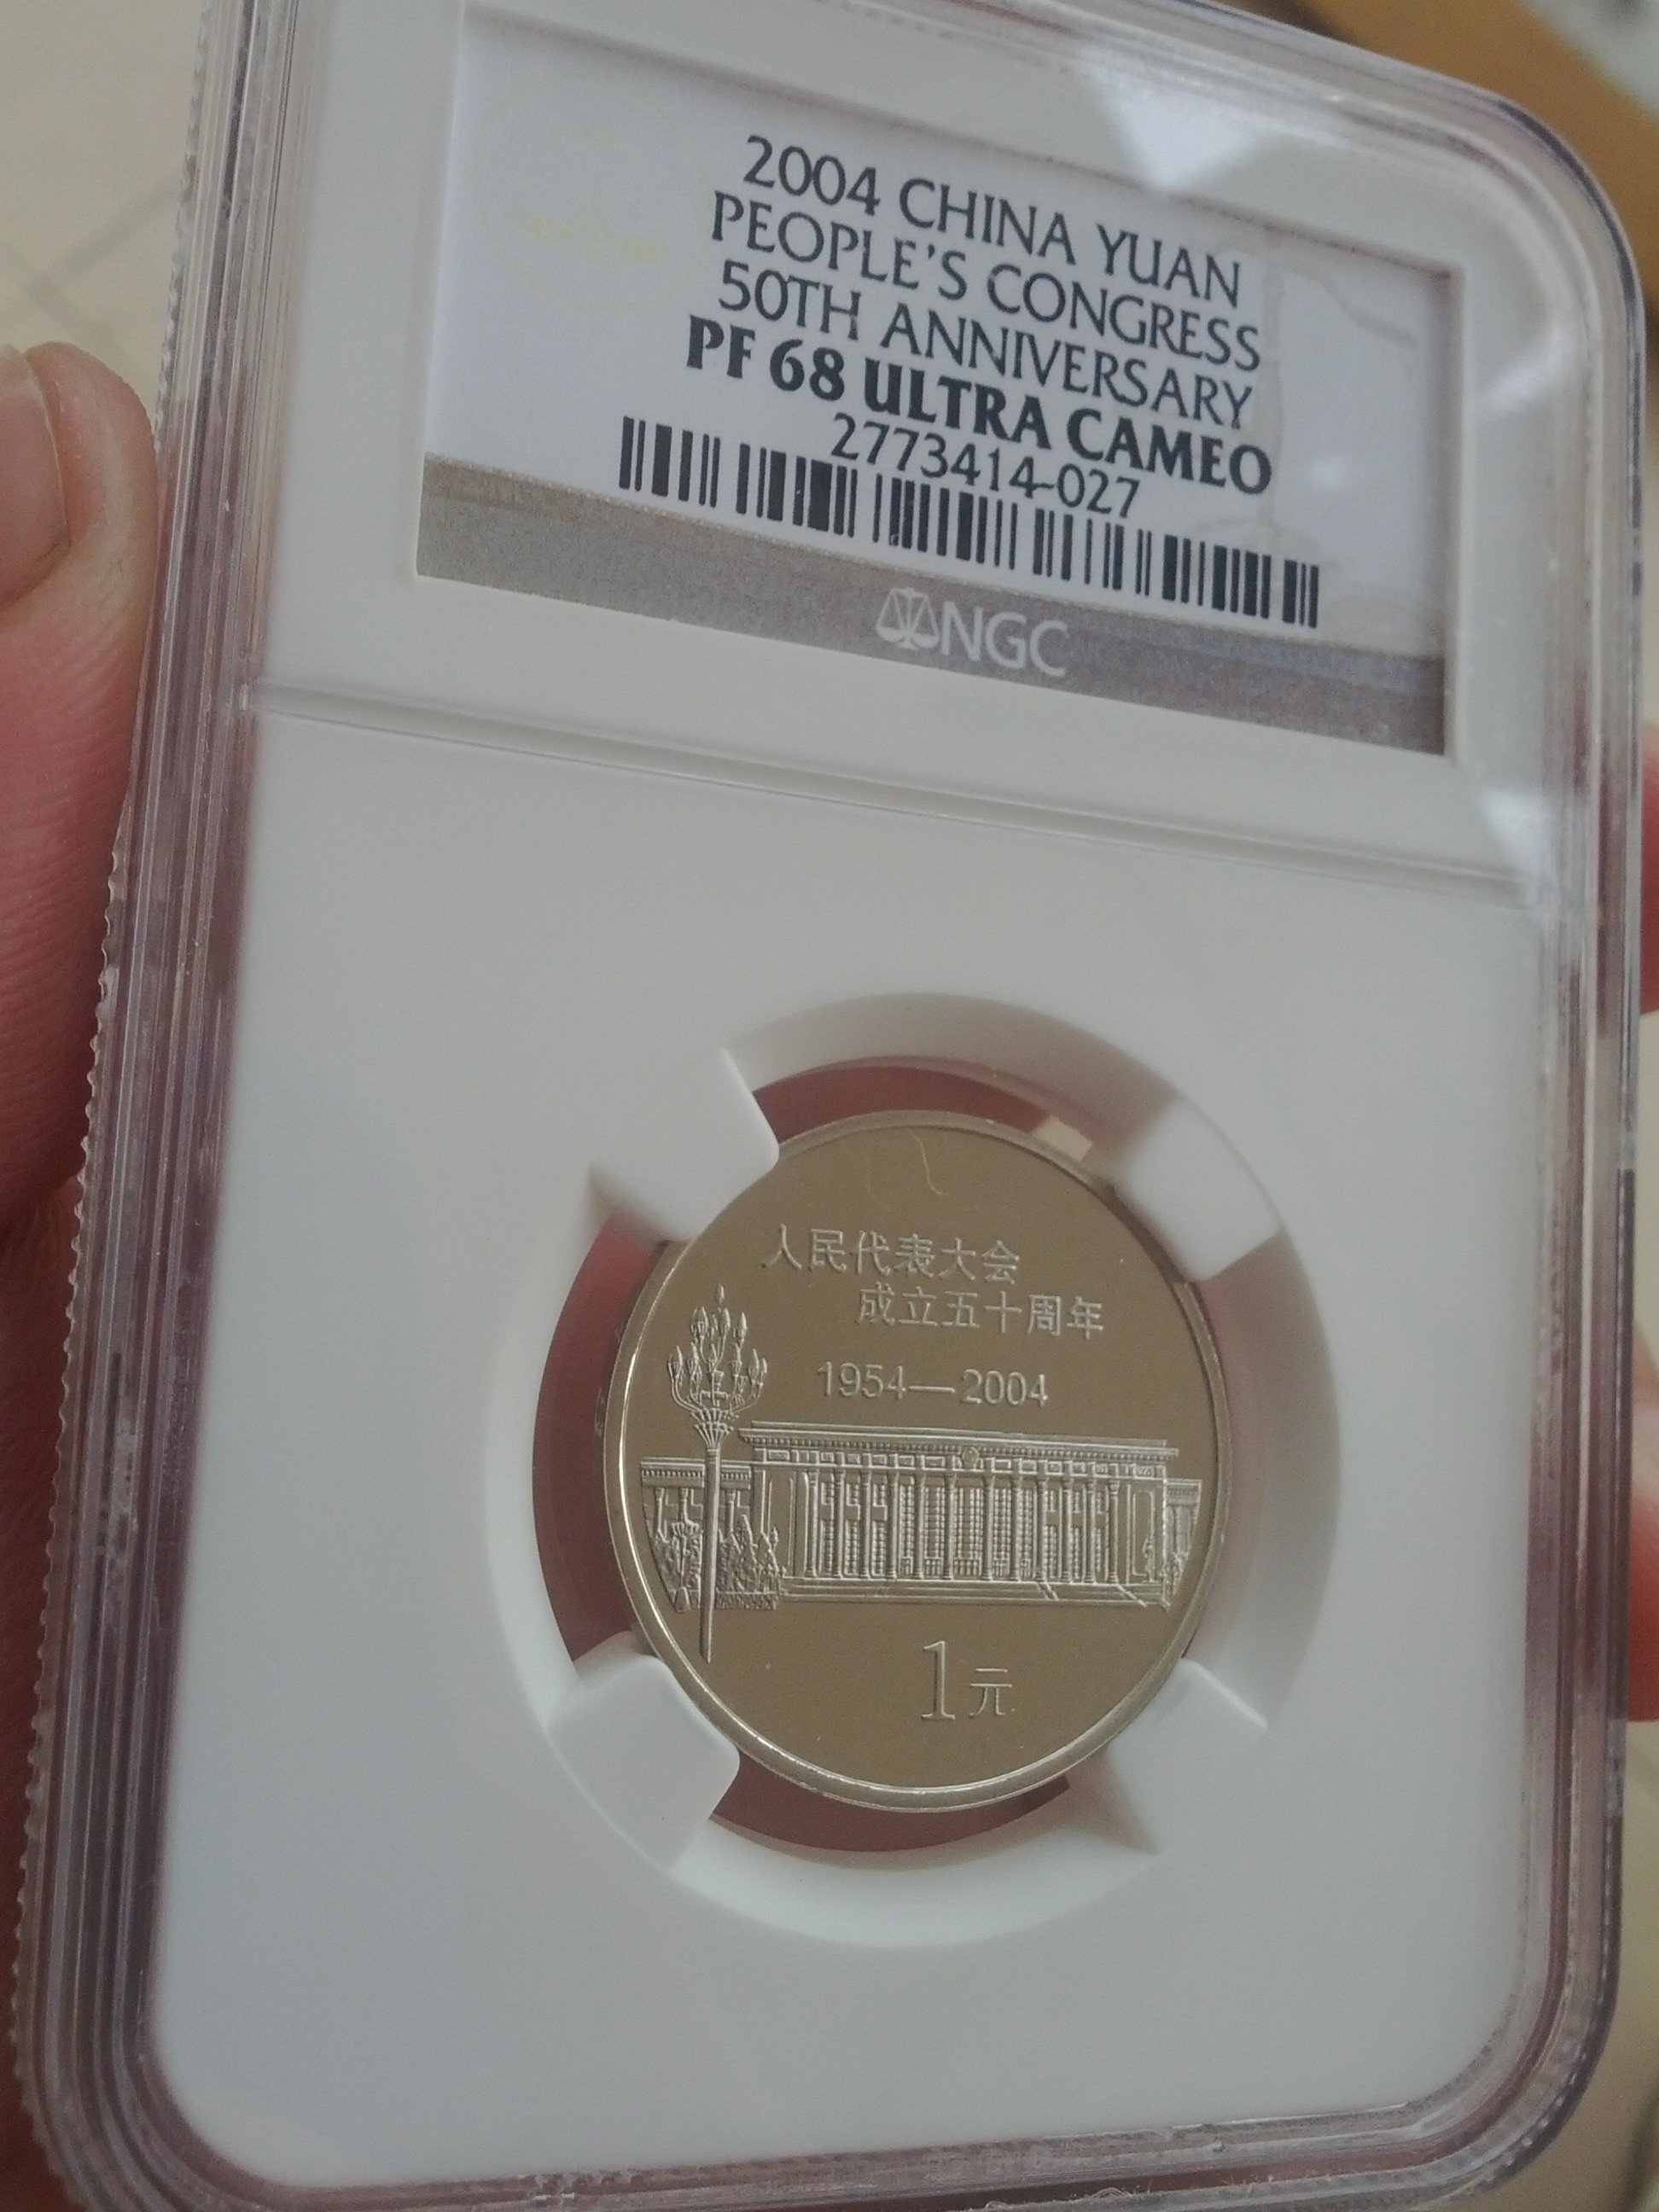 2004 CHINA YUAN
PEOPLE'S CONGRESS
50TH ANNIVERSARY
PF 68 ULTRA CAMEO
2773414-027
NGC
人民代表大会
成立五十周年
1954—2004
1元